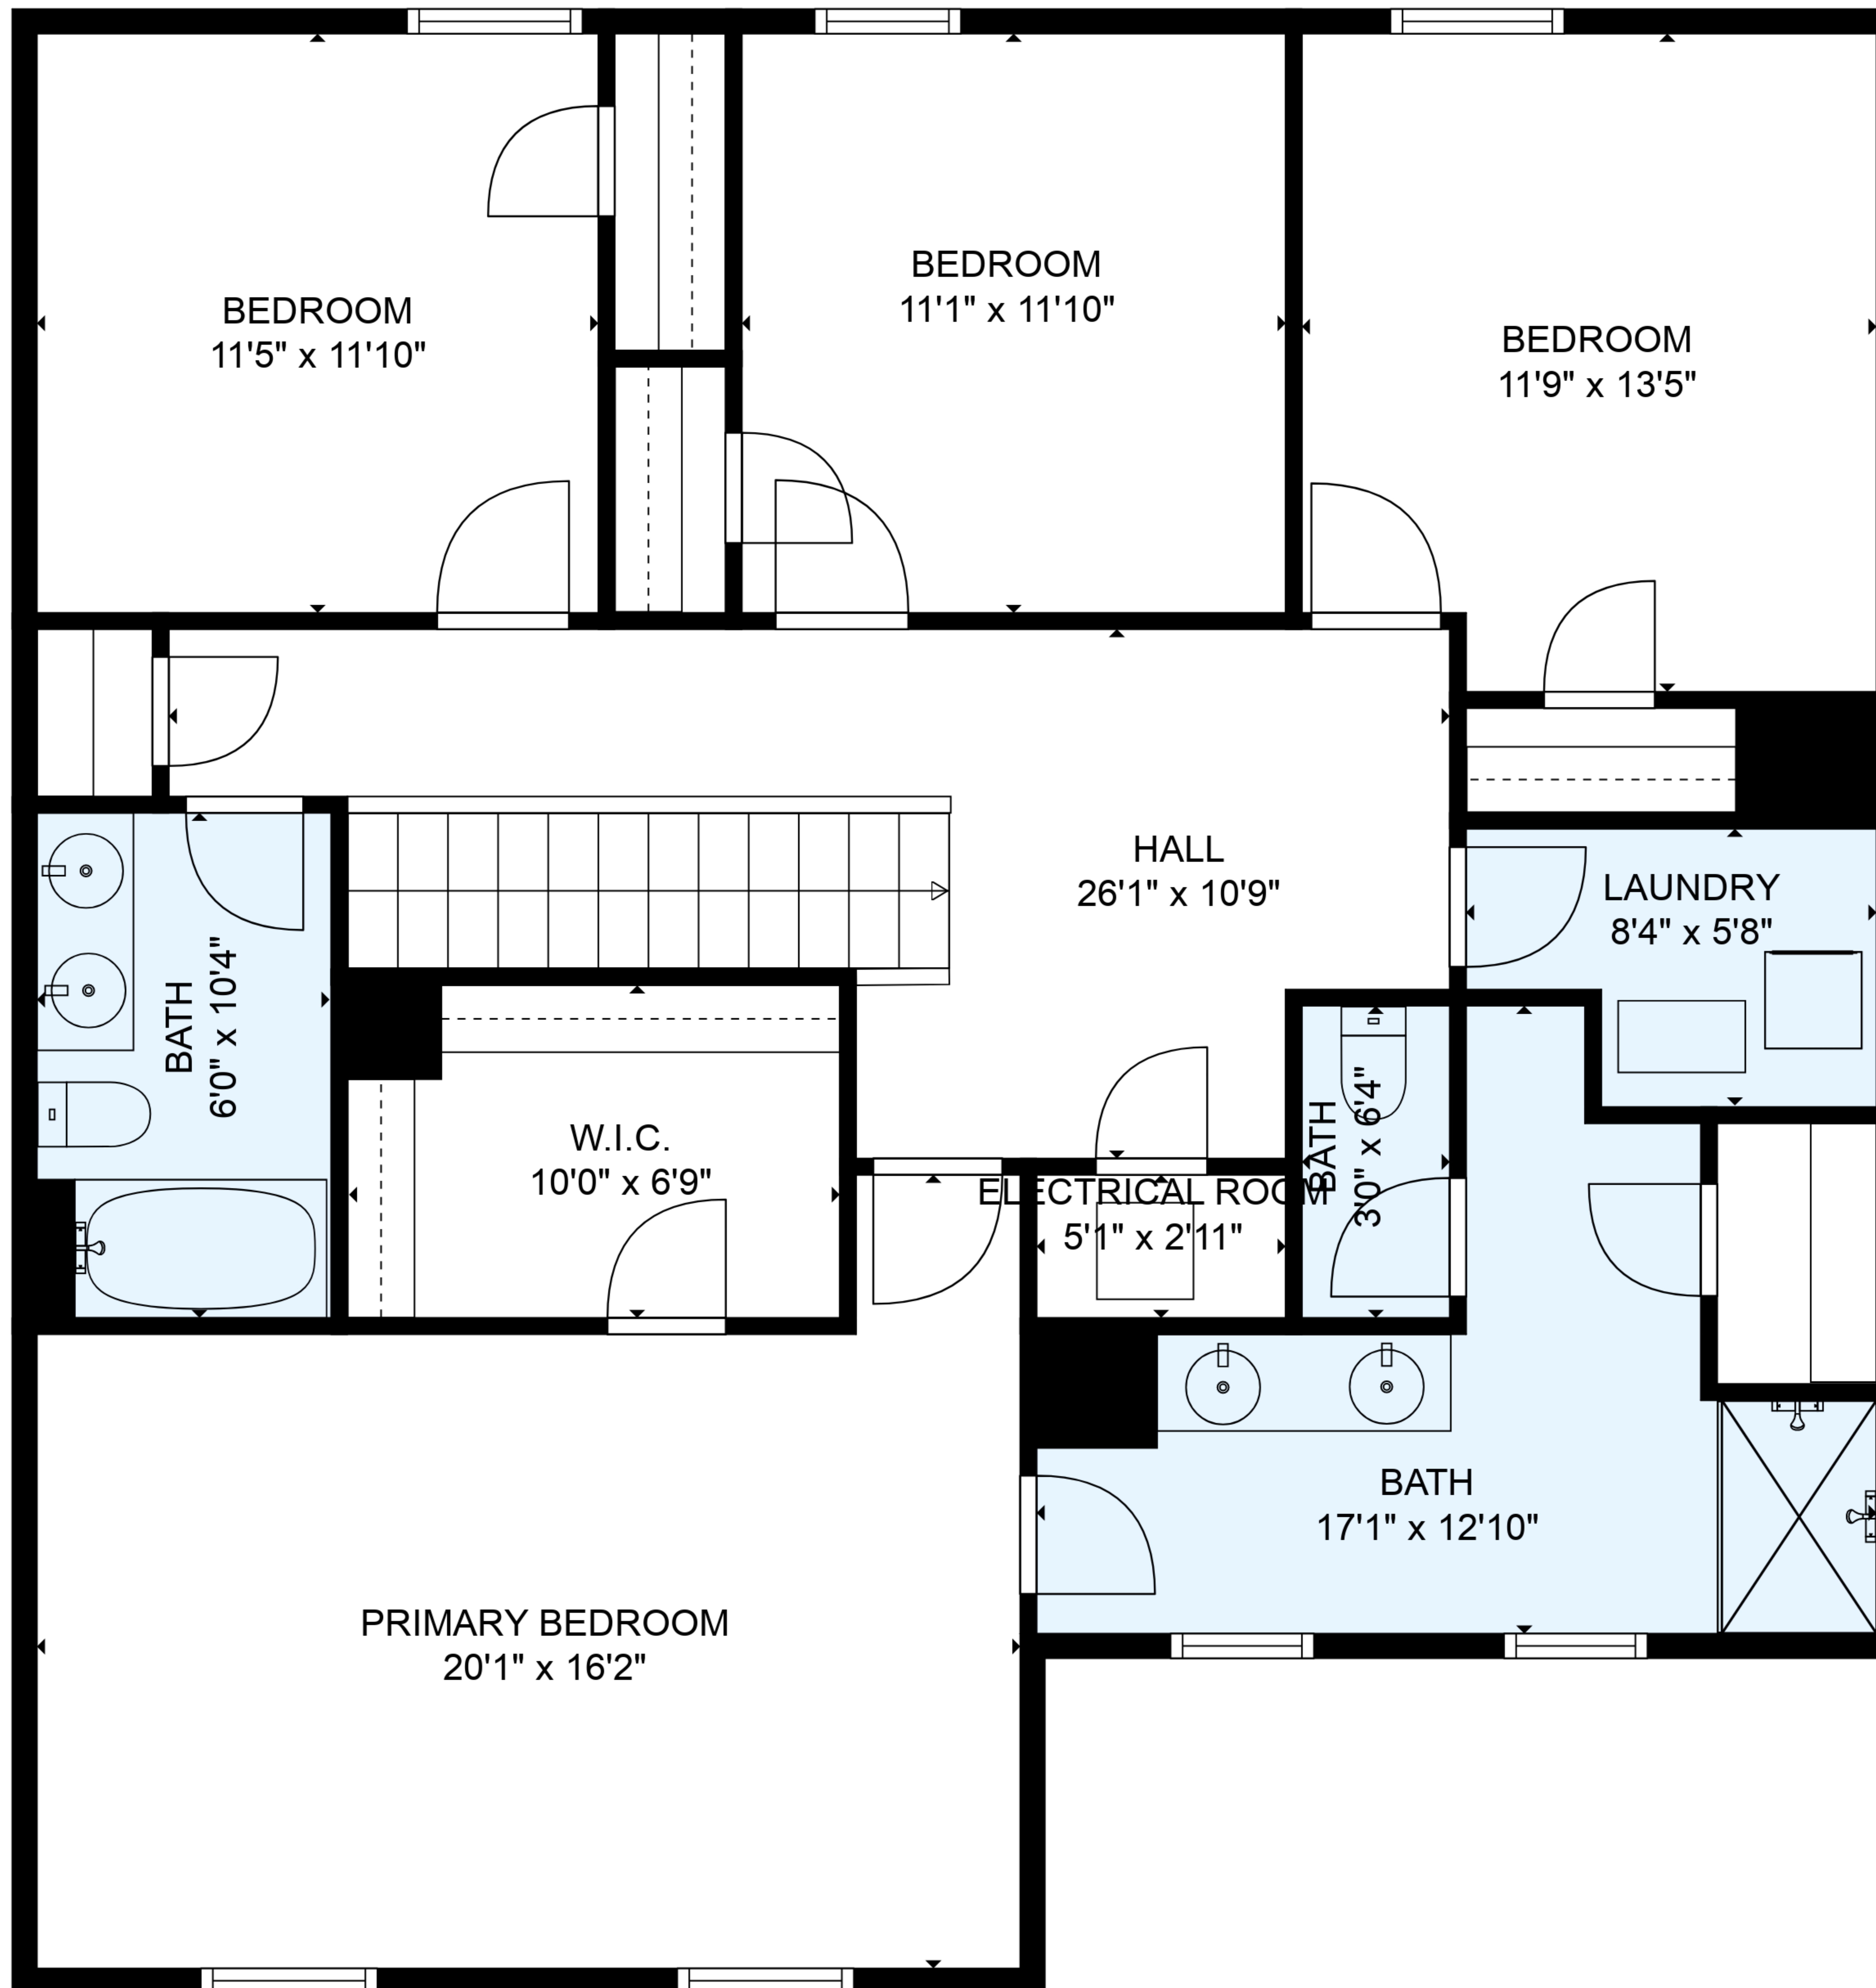 BEDROOM
11'5" x 11'10"
BEDROOM
11'1" x 11'10"
BEDROOM
11'9" x 13'5"
HALL
26'1" x 10'9"
LAUNDRY
8'4" x 5'8"
BATH
6'0" x 10'4"
W.I.C.
10'0" x 6'9"
ELECTRICAL ROOM
5'1" x 2'11"
BATH
3'0" x 6'4"
BATH
17'1" x 12'10"
PRIMARY BEDROOM
20'1" x 16'2"